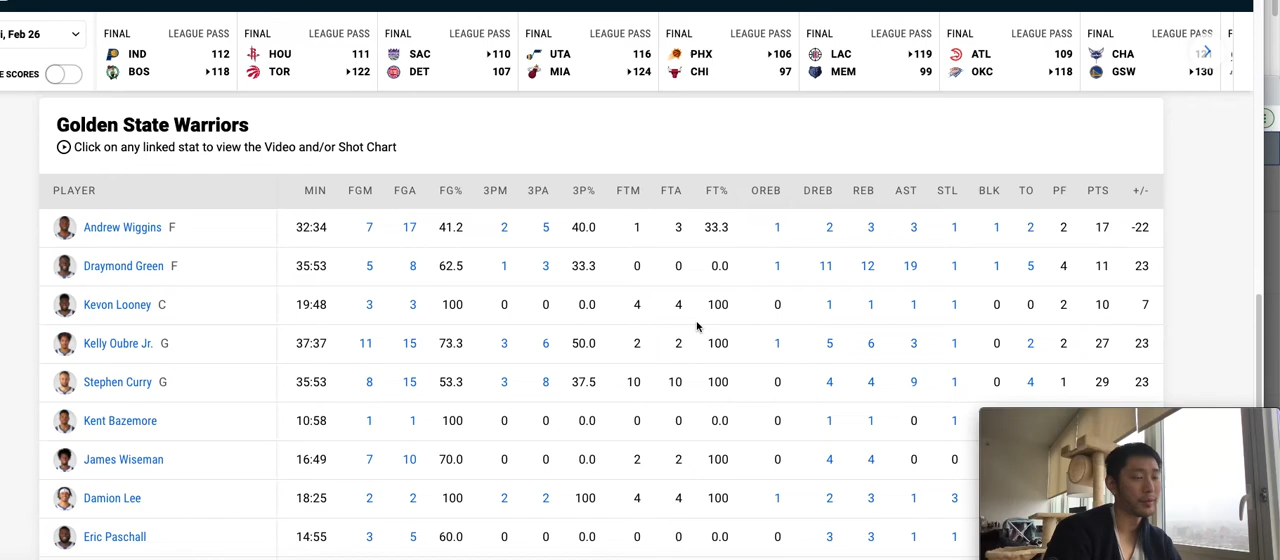 i, Feb 26
E SCORES
FINAL LEAGUE PASS
IND 112
BOS 118
FINAL LEAGUE PASS
HOU 111
TOR 122
FINAL LEAGUE PASS
SAC 110
DET 107
FINAL LEAGUE PASS
UTA 116
MIA 124
FINAL LEAGUE PASS
PHX 106
CHI 97
FINAL LEAGUE PASS
LAC 119
MEM 99
FINAL LEAGUE PASS
ATL 109
OKC 118
FINAL LEAGUE PASS
CHA
GSW 130
Golden State Warriors
Click on any linked stat to view the Video and/or Shot Chart
PLAYER MIN FGM FGA FG% 3PM 3PA 3P% FTM FTA FT% OREB DREB REB AST STL BLK TO PF PTS +/-
Andrew Wiggins F 32:34 7 17 41.2 2 5 40.0 1 3 33.3 1 2 3 3 1 1 2 2 17 -22
Draymond Green F 35:53 5 8 62.5 1 3 33.3 0 0 0.0 1 11 12 19 1 1 5 4 11 23
Kevon Looney C 19:48 3 3 100 0 0 0.0 4 4 100 0 1 1 1 1 0 0 2 10 7
Kelly Oubre Jr. G 37:37 11 15 73.3 3 6 50.0 2 2 100 1 5 6 3 1 0 2 2 27 23
Stephen Curry G 35:53 8 15 53.3 3 8 37.5 10 10 100 0 4 4 9 1 0 4 1 29 23
Kent Bazemore 10:58 1 1 100 0 0 0.0 0 0 0.0 0 1 1 0 1
James Wiseman 16:49 7 10 70.0 0 0 0.0 2 2 100 0 4 4 0 0
Damion Lee 18:25 2 2 100 2 2 100 4 4 100 1 2 3 1 3
Eric Paschall 14:55 3 5 60.0 0 0 0.0 0 0 0.0 0 3 3 1 1